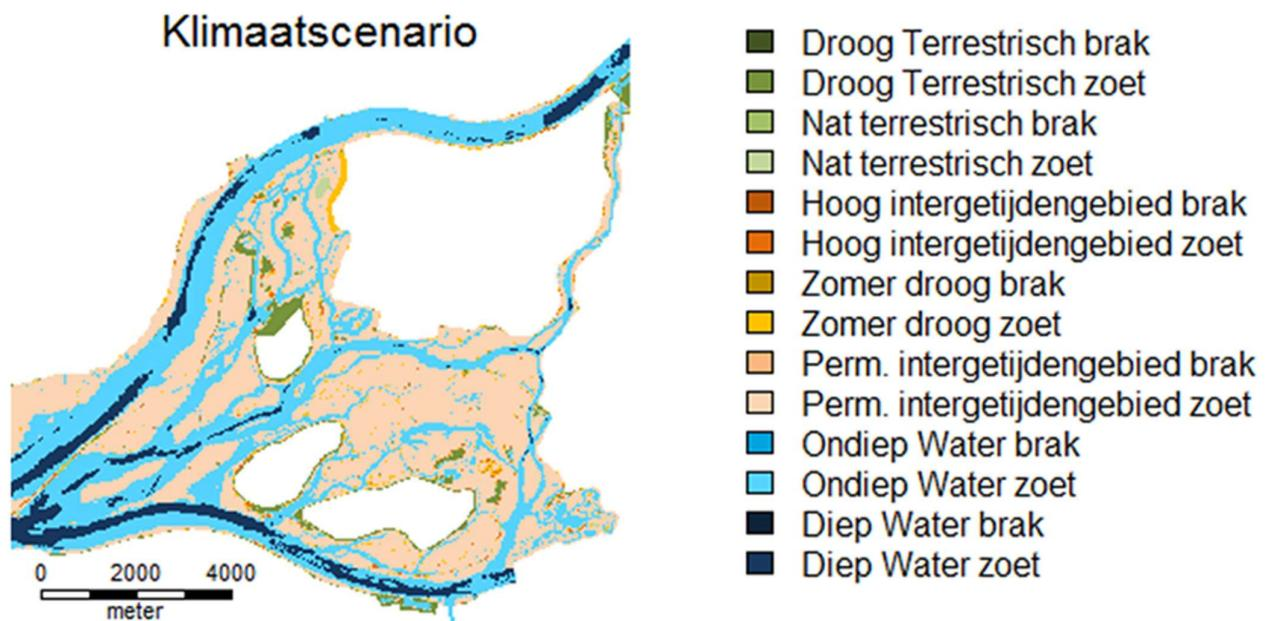 Klimaatscenario
0 2000 4000
meter
Droog Terrestrisch brak
Droog Terrestrisch zoet
Nat terrestrisch brak
Nat terrestrisch zoet
Hoog intergetijdengebied brak
Hoog intergetijdengebied zoet
Zomer droog brak
Zomer droog zoet
Perm. intergetijdengebied brak
Perm. intergetijdengebied zoet
Ondiep Water brak
Ondiep Water zoet
Diep Water brak
Diep Water zoet